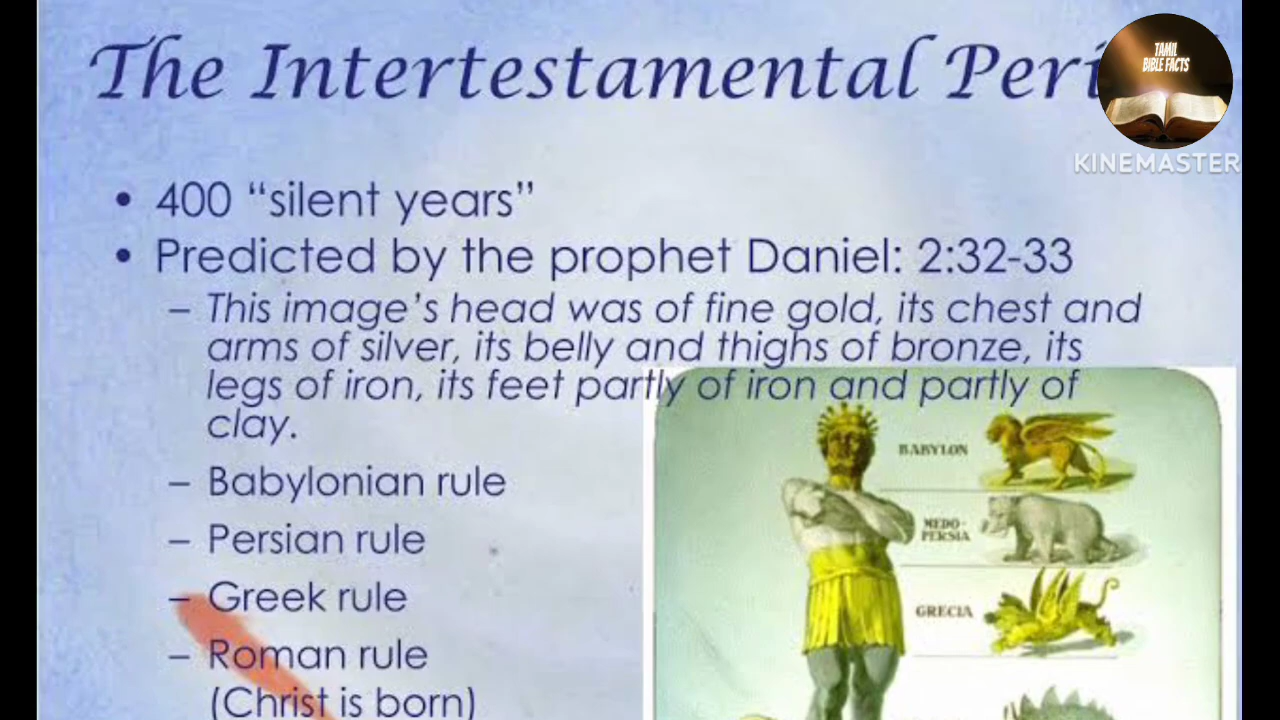 The Intertestamental Peri
TAMIL
BIBLE FACTS
KINEMASTER
• 400 “silent years”
• Predicted by the prophet Daniel: 2:32-33
– This image’s head was of fine gold, its chest and
arms of silver, its belly and thighs of bronze, its
legs of iron, its feet partly of iron and partly of
clay.
– Babylonian rule
– Persian rule
– Greek rule
– Roman rule
(Christ is born)
BABYLON
MEDO-
PERSIA
GRECIA